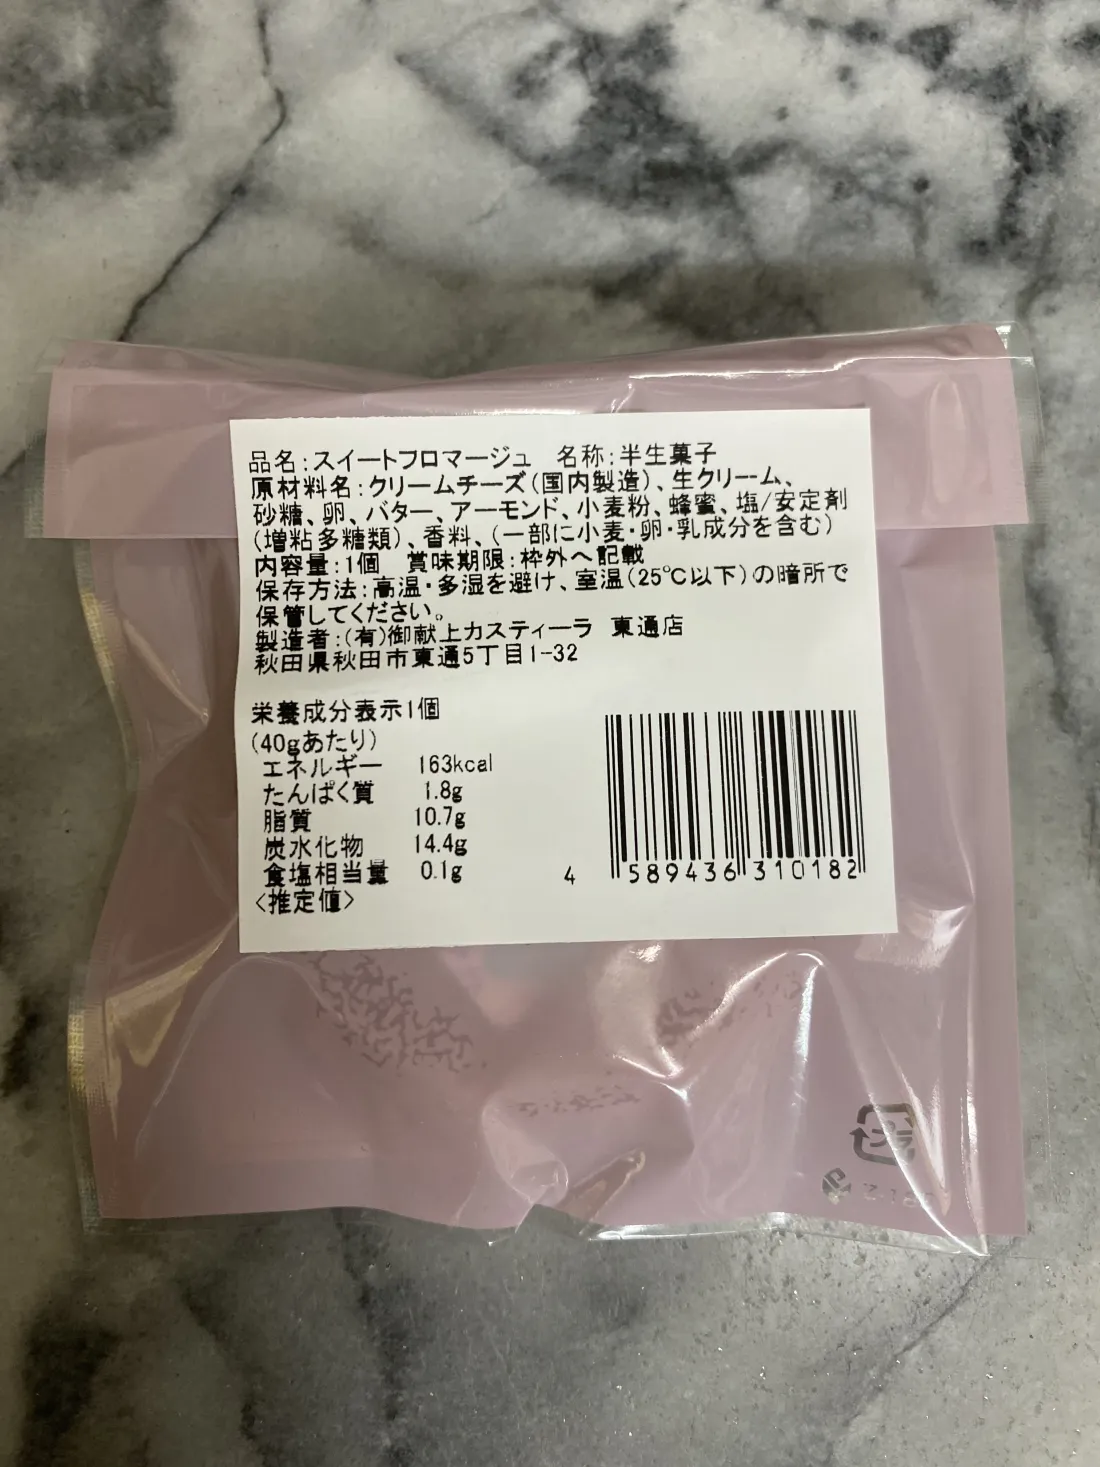 品名:スイートフロマージュ　名称:半生菓子
原材料名:クリームチーズ(国内製造)、生クリーム、
砂糖、卵、バター、アーモンド、小麦粉、蜂蜜、塩/安定剤
(増粘多糖類)、香料、(一部に小麦・卵・乳成分を含む)
内容量:1個　賞味期限:枠外へ記載
保存方法:高温・多湿を避け、室温(25℃以下)の暗所で
保管してください。
製造者:(有)御献上カスティーラ　東通店
秋田県秋田市東通5丁目1-32
栄養成分表示1個
(40gあたり)
エネルギー　163kcal
たんぱく質　1.8g
脂質　10.7g
炭水化物　14.4g
食塩相当量　0.1g
<推定値>
4 589436 310182